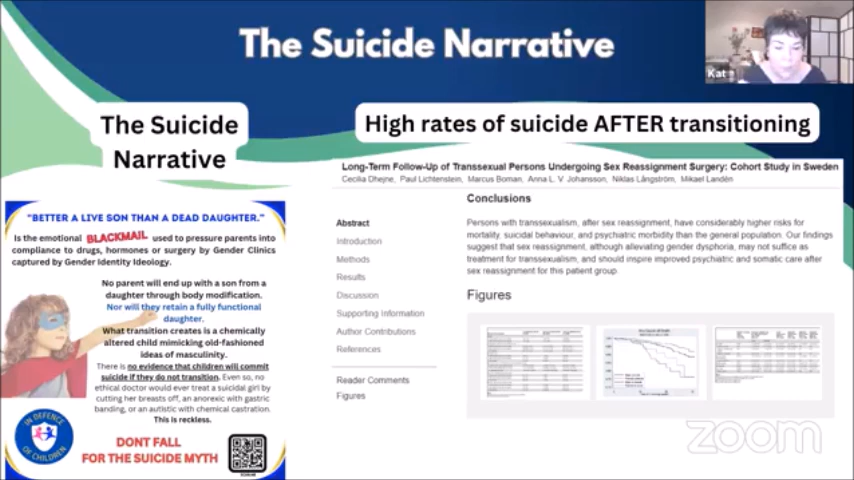 The Suicide Narrative
Kat
The Suicide
Narrative
High rates of suicide AFTER transitioning
"BETTER A LIVE SON THAN A DEAD DAUGHTER."
Is the emotional BLACKMAIL used to pressure parents into
compliance to drugs, hormones or surgery by Gender Clinics
captured by Gender Identity Ideology.
No parent will end up with a son from a
daughter through body modification.
Nor will they retain a fully functional
daughter.
What transition creates is a chemically
altered child mimicking old-fashioned
ideas of masculinity.
There is no evidence that children will commit
suicide if they do not transition. Even so, no
ethical doctor would ever treat a suicidal girl by
cutting her breasts off, an anorexic with gastric
banding, or an autistic with chemical castration.
This is reckless.
IN DEFENCE
OF CHILDREN
DONT FALL
FOR THE SUICIDE MYTH
Long-Term Follow-Up of Transsexual Persons Undergoing Sex Reassignment Surgery: Cohort Study in Sweden
Cecilia Dhejne, Paul Lichtenstein, Marcus Boman, Anna L. V. Johansson, Niklas Långström, Mikael Landén
Abstract
Introduction
Methods
Results
Discussion
Supporting Information
Author Contributions
References
Reader Comments
Figures
Conclusions
Persons with transsexualism, after sex reassignment, have considerably higher risks for
mortality, suicidal behaviour, and psychiatric morbidity than the general population. Our findings
suggest that sex reassignment, although alleviating gender dysphoria, may not suffice as
treatment for transsexualism, and should inspire improved psychiatric and somatic care after
sex reassignment for this patient group.
Figures
zoom